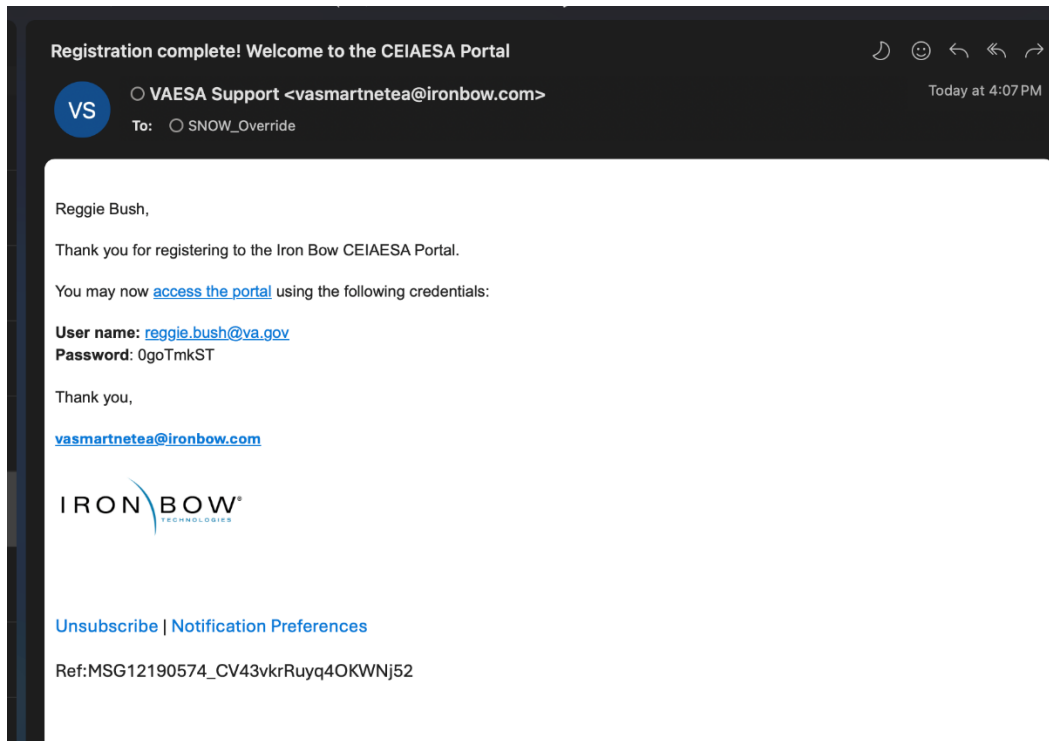 Registration complete! Welcome to the CEIAESA Portal
VS
VAESA Support <vasmartnetea@ironbow.com>
Today at 4:07 PM
To: SNOW_Override
Reggie Bush,
Thank you for registering to the Iron Bow CEIAESA Portal.
You may now access the portal using the following credentials:
User name: reggie.bush@va.gov
Password: 0goTmkST
Thank you,
vasmartnetea@ironbow.com
IRON BOW®
TECHNOLOGIES
Unsubscribe | Notification Preferences
Ref:MSG12190574_CV43vkrRuyq4OKWNj52